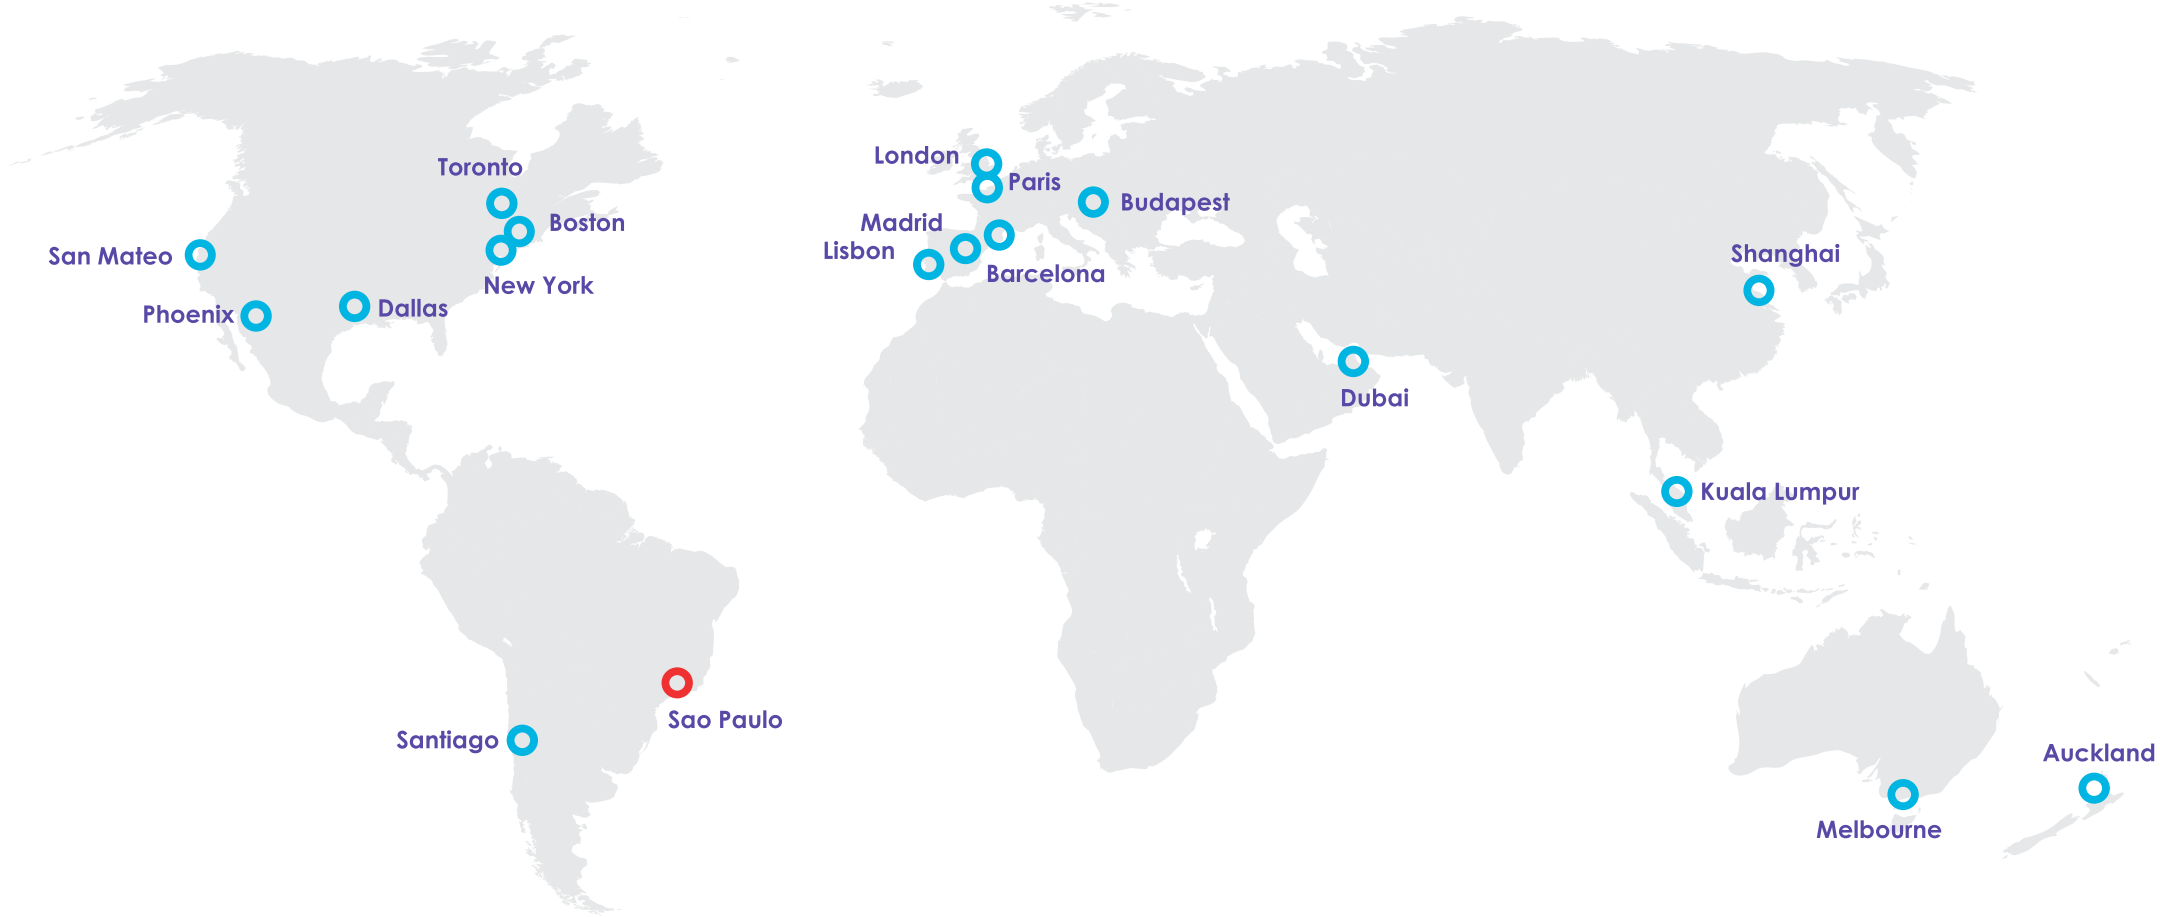 London
Toronto
Paris
Budapest
Boston
Madrid
Lisbon
San Mateo
Shanghai
Barcelona
New York
Phoenix
Dallas
Dubai
Kuala Lumpur
Sao Paulo
Santiago
Auckland
Melbourne